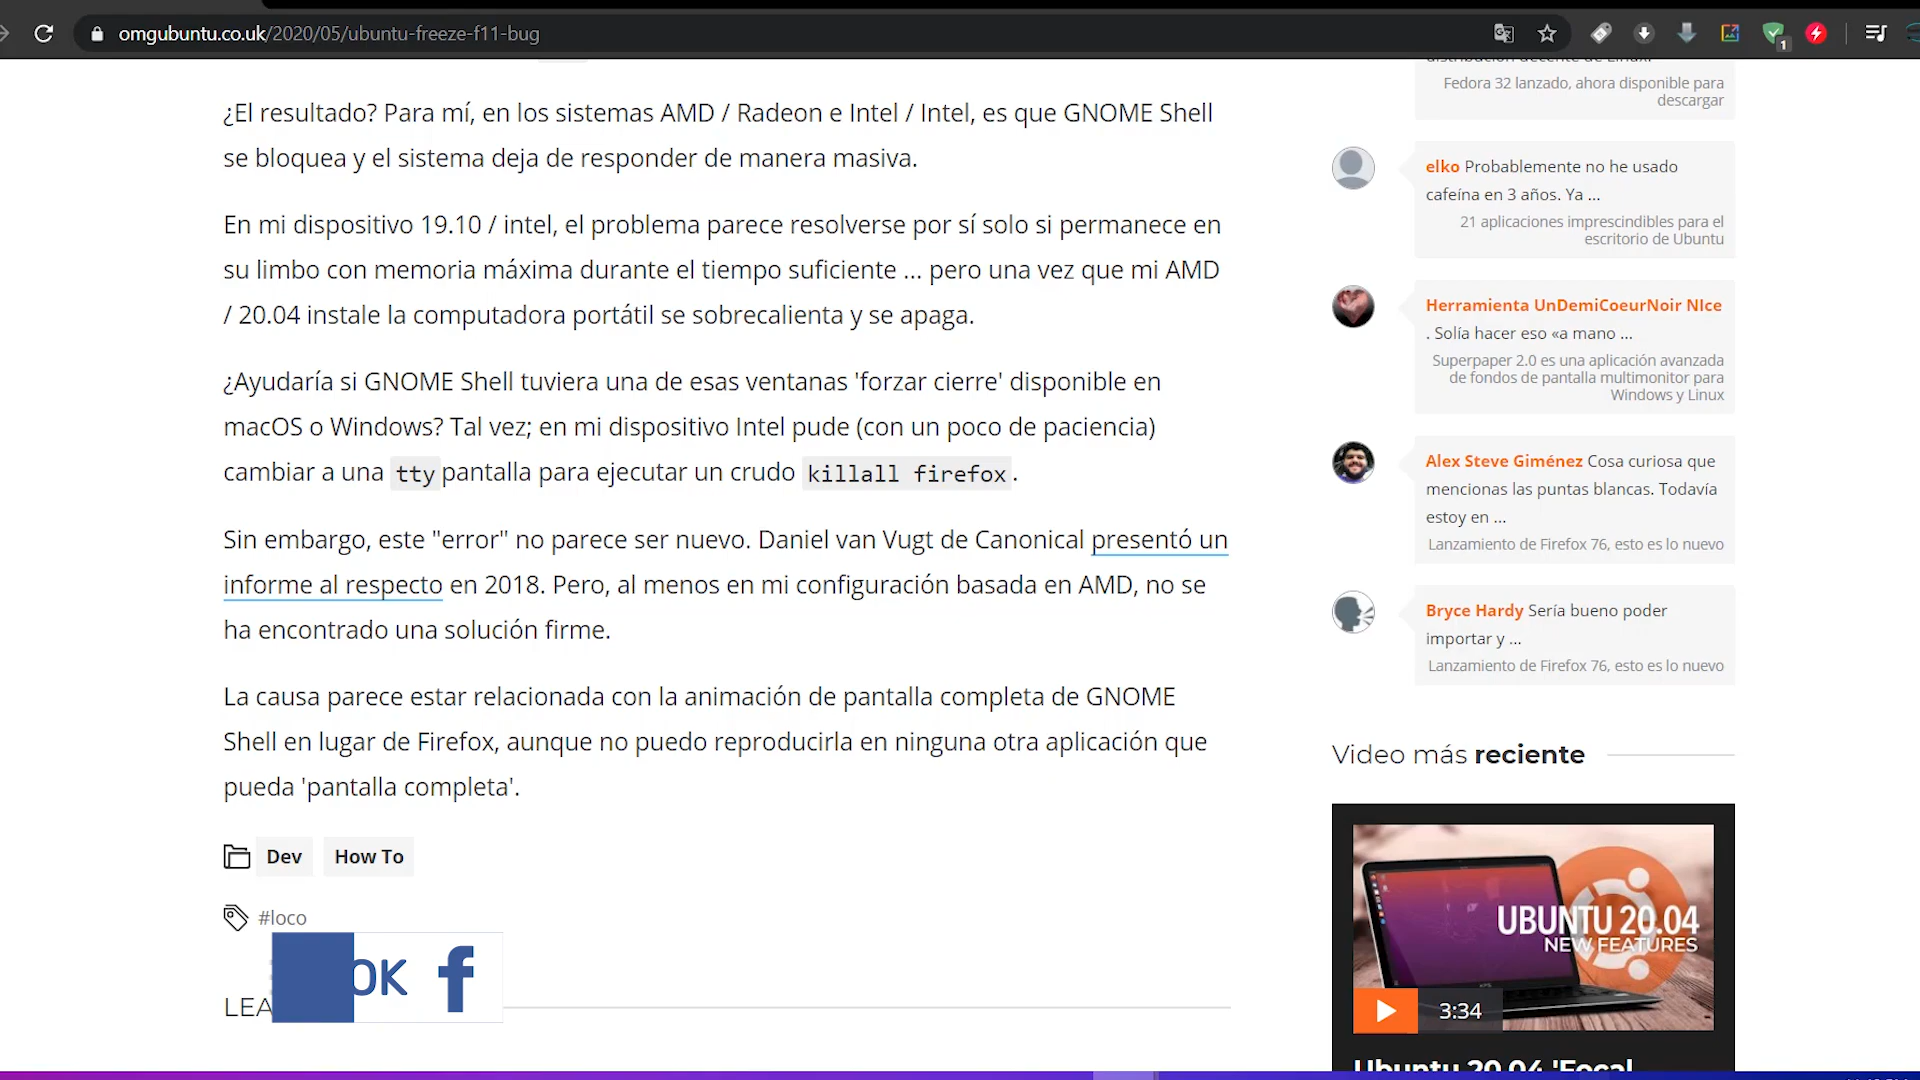 omgubuntu.co.uk/2020/05/ubuntu-freeze-f11-bug
1
¿El resultado? Para mí, en los sistemas AMD / Radeon e Intel / Intel, es que GNOME Shell
se bloquea y el sistema deja de responder de manera masiva.
En mi dispositivo 19.10 / intel, el problema parece resolverse por sí solo si permanece en
su limbo con memoria máxima durante el tiempo suficiente ... pero una vez que mi AMD
/ 20.04 instale la computadora portátil se sobrecalienta y se apaga.
¿Ayudaría si GNOME Shell tuviera una de esas ventanas 'forzar cierre' disponible en
macOS o Windows? Tal vez; en mi dispositivo Intel pude (con un poco de paciencia)
cambiar a una tty pantalla para ejecutar un crudo killall firefox.
Sin embargo, este "error" no parece ser nuevo. Daniel van Vugt de Canonical presentó un
informe al respecto en 2018. Pero, al menos en mi configuración basada en AMD, no se
ha encontrado una solución firme.
La causa parece estar relacionada con la animación de pantalla completa de GNOME
Shell en lugar de Firefox, aunque no puedo reproducirla en ninguna otra aplicación que
pueda 'pantalla completa'.
Dev How To
#loco
OK f
LEA
distribución decente de Linux.
Fedora 32 lanzado, ahora disponible para
descargar
elko Probablemente no he usado
cafeína en 3 años. Ya ...
21 aplicaciones imprescindibles para el
escritorio de Ubuntu
Herramienta UnDemiCoeurNoir NIce
. Solía hacer eso «a mano ...
Superpaper 2.0 es una aplicación avanzada
de fondos de pantalla multimonitor para
Windows y Linux
Alex Steve Giménez Cosa curiosa que
mencionas las puntas blancas. Todavía
estoy en ...
Lanzamiento de Firefox 76, esto es lo nuevo
Bryce Hardy Sería bueno poder
importar y ...
Lanzamiento de Firefox 76, esto es lo nuevo
Video más reciente
UBUNTU 20.04
NEW FEATURES
3:34
Ubuntu 20.04 'Focal